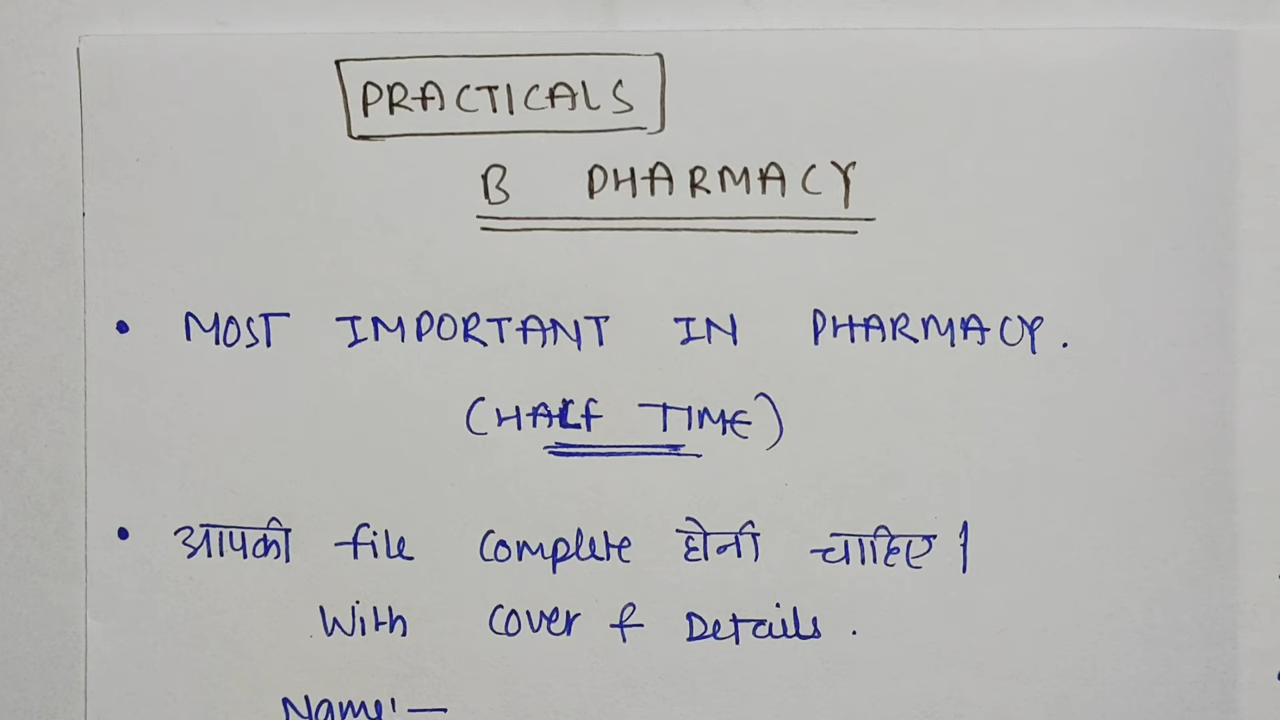 PRACTICALS
B PHARMACY
• MOST IMPORTANT IN PHARMACY.
(HALF TIME)
• आपकी file complete होनी चाहिए।
With cover & Details.
Name:-